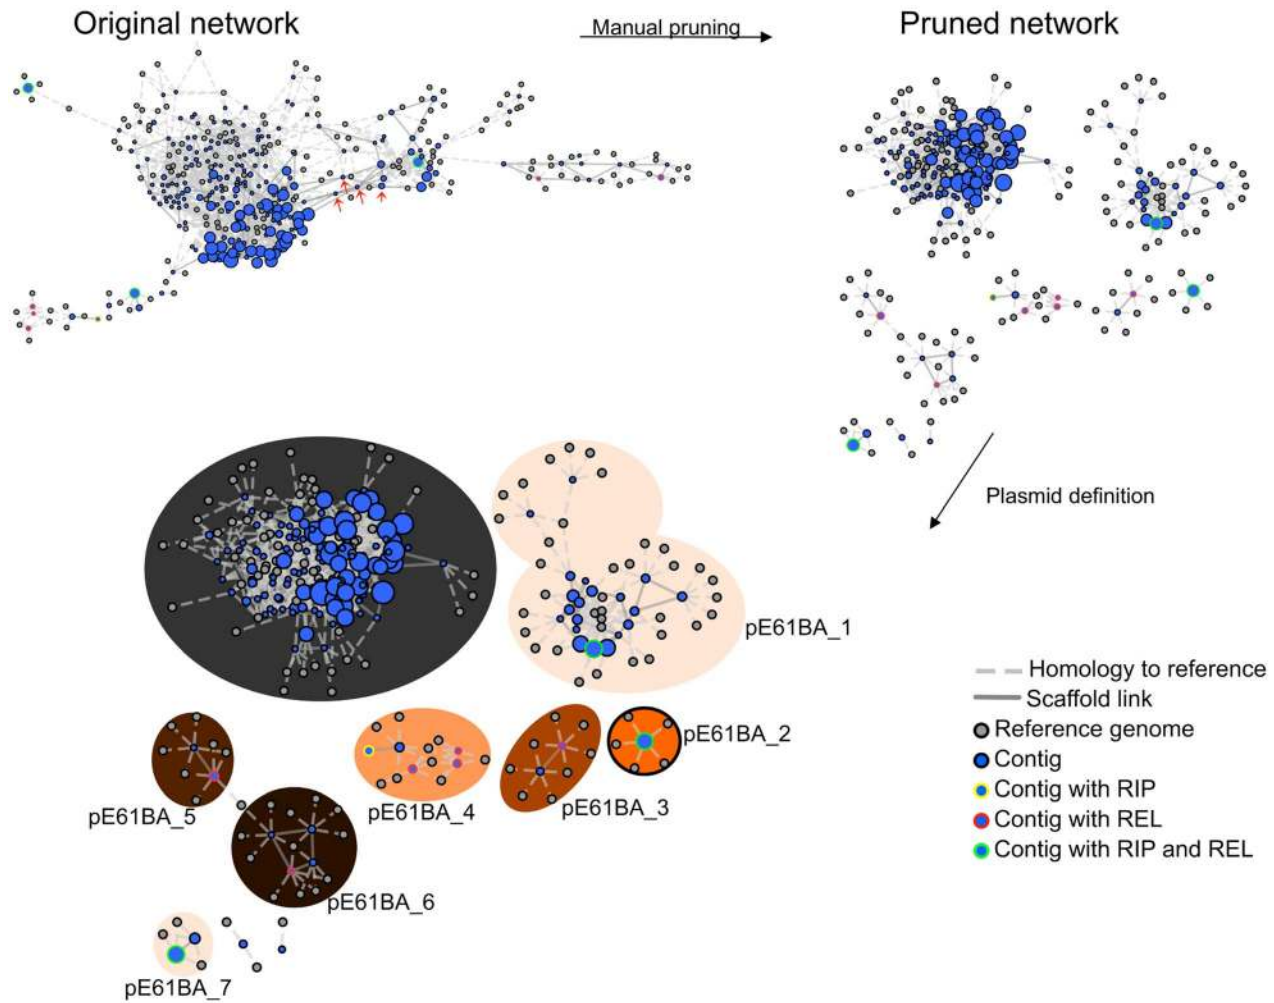 Original network
Manual pruning
Pruned network
Plasmid definition
pE61BA_1
Homology to reference
Scaffold link
Reference genome
Contig
Contig with RIP
Contig with REL
Contig with RIP and REL
pE61BA_2
pE61BA_3
pE61BA_4
pE61BA_5
pE61BA_6
pE61BA_7